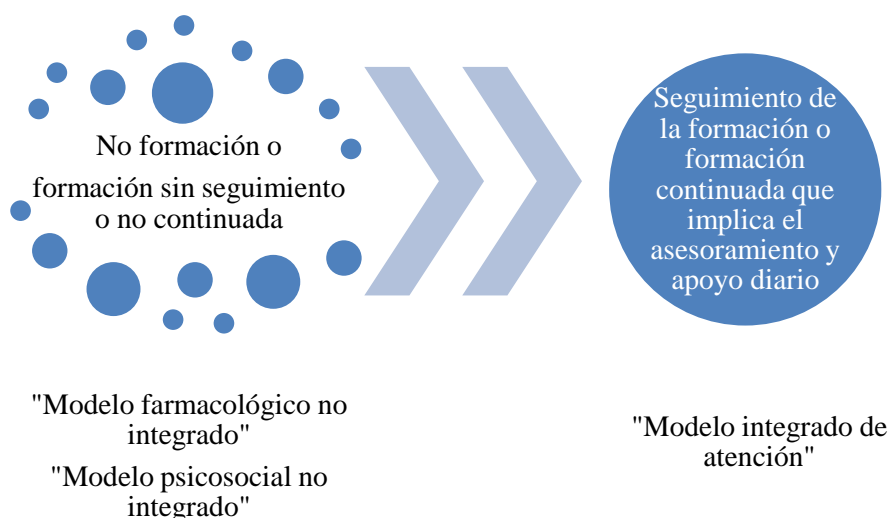 No formación o
formación sin seguimiento
o no continuada
Seguimiento de
la formación o
formación
continuada que
implica el
asesoramiento y
apoyo diario
"Modelo farmacológico no
integrado"
"Modelo psicosocial no
integrado"
"Modelo integrado de
atención"